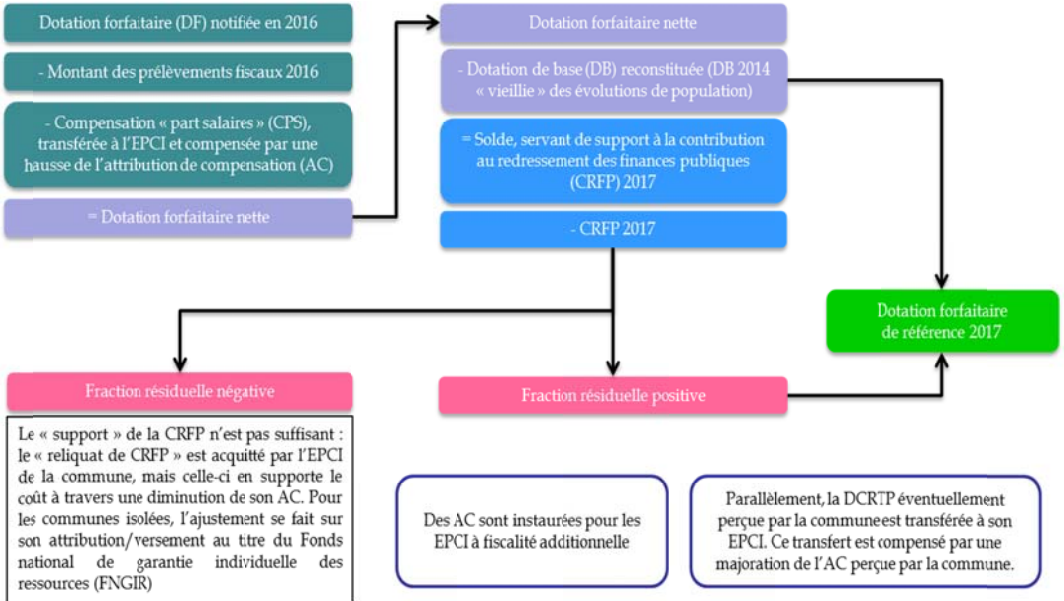 Dotation forfaitaire (DF) notifiée en 2016
- Montant des prélèvements fiscaux 2016
- Compensation « part salaires » (CPS),
transférée à l'EPCI et compensée par une
hausse de l'attribution de compensation (AC)
= Dotation forfaitaire nette
Dotation forfaitaire nette
- Dotation de base (DB) reconstituée (DB 2014
« vieillie » des évolutions de population)
= Solde, servant de support à la contribution
au redressement des finances publiques
(CRFP) 2017
- CRFP 2017
Dotation forfaitaire
de référence 2017
Fraction résiduelle négative
Le « support » de la CRFP n'est pas suffisant :
le « reliquat de CRFP » est acquitté par l'EPCI
de la commune, mais celle-ci en supporte le
coût à travers une diminution de son AC. Pour
les communes isolées, l'ajustement se fait sur
son attribution/versement au titre du Fonds
national de garantie individuelle des
ressources (FNGIR)
Fraction résiduelle positive
Des AC sont instaurées pour les
EPCI à fiscalité additionnelle
Parallèlement, la DCRTP éventuellement
perçue par la commune est transférée à son
EPCI. Ce transfert est compensé par une
majoration de l'AC perçue par la commune.